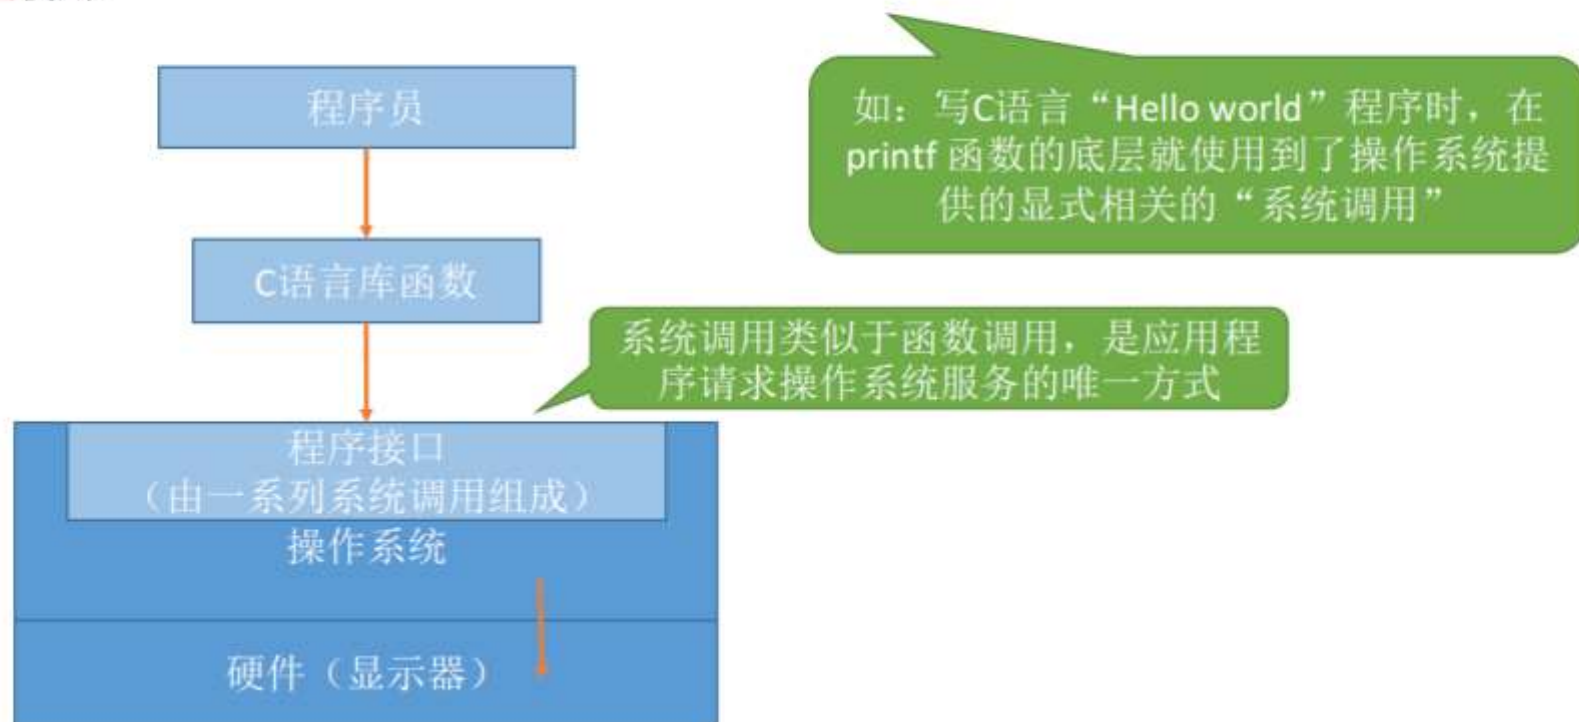 程序员
如：写C语言“Hello world”程序时，在
printf 函数的底层就使用到了操作系统提
供的显式相关的“系统调用”
C语言库函数
系统调用类似于函数调用，是应用程
序请求操作系统服务的唯一方式
程序接口
（由一系列系统调用组成）
操作系统
硬件（显示器）